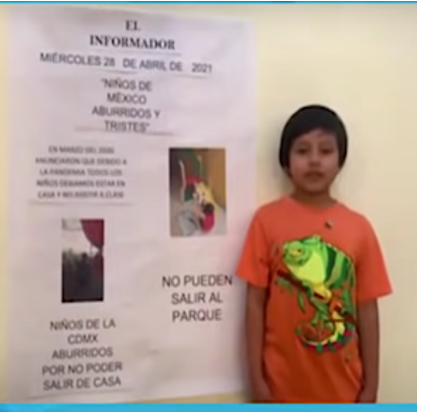 EL
INFORMADOR
MIÉRCOLES 28 DE ABRIL DE 2021
"NIÑOS DE
MÉXICO
ABURRIDOS Y
TRISTES"
EN MARZO DEL 2020
ANUNCIARON QUE DEBIDO A
LA PANDEMIA TODOS LOS
NIÑOS DEBIAMOS ESTAR EN
CASA Y NO ASISTIR A CLASE
NO PUEDEN
SALIR AL
PARQUE
NIÑOS DE LA
CDMX
ABURRIDOS
POR NO PODER
SALIR DE CASA